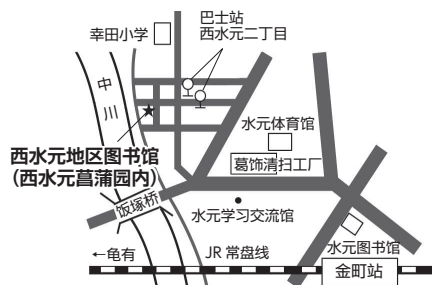 巴士站
西水元二丁目
幸田小学
中川
水元体育馆
西水元地区图书馆
（西水元菖蒲园内）
葛饰清扫工厂
饭塚桥
水元学习交流馆
水元图书馆
←龟有
JR 常盘线
金町站